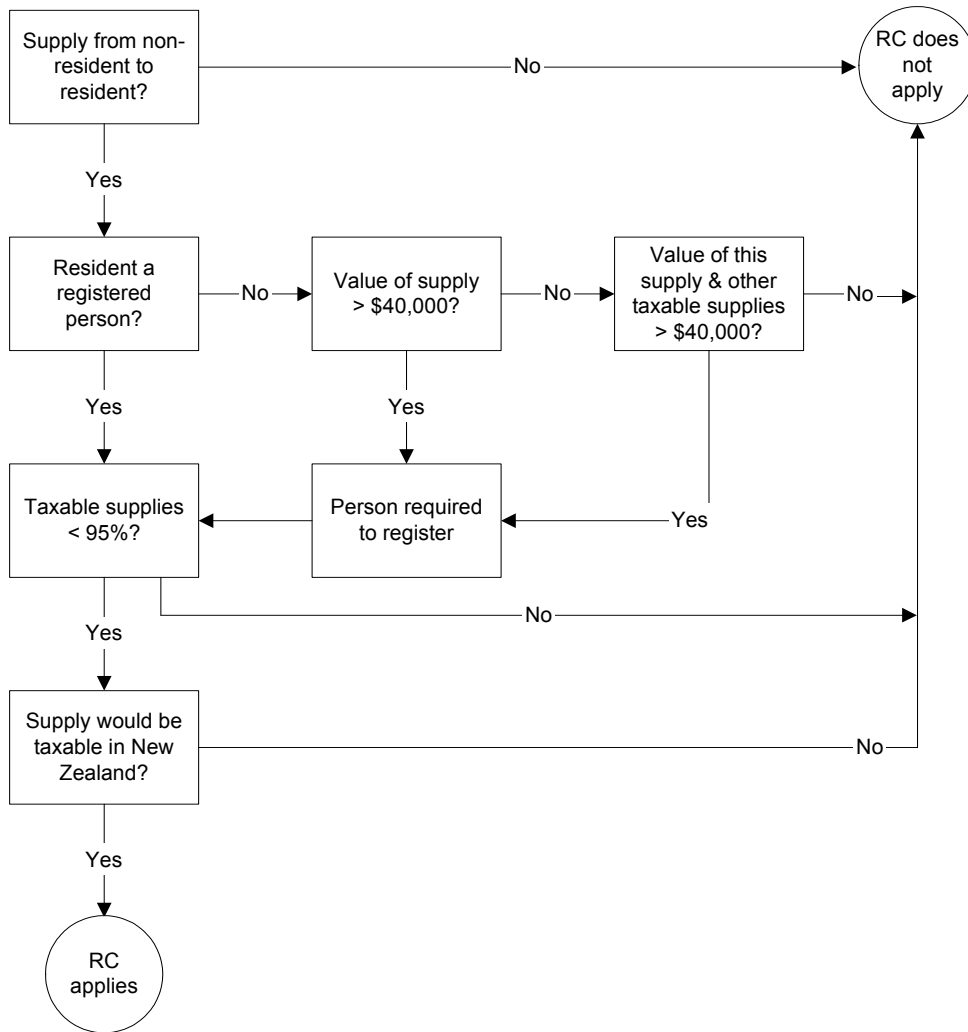 Supply from non-
resident to
resident?
No
RC does
not
apply
Yes
Resident a
registered
person?
No
Value of supply
> $40,000?
No
Value of this
supply & other
taxable supplies
> $40,000?
No
Yes
Yes
Taxable supplies
< 95%?
Person required
to register
Yes
No
Yes
Supply would be
taxable in New
Zealand?
No
Yes
RC
applies